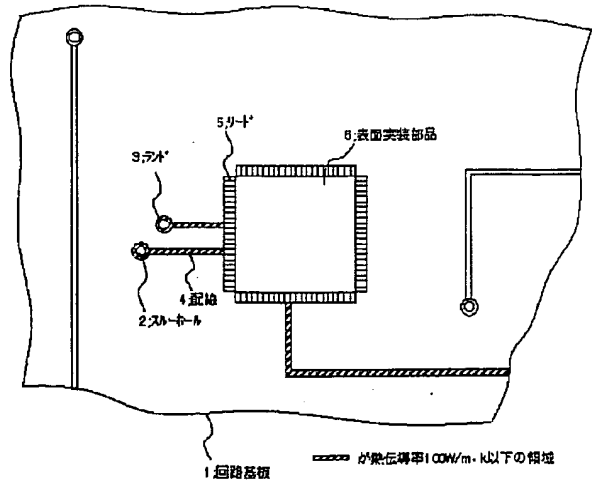 5;リード
6;表面実装部品
3;ランド
4;配線
2;スルーホール
1;回路基板
が熱伝導率100W/m・k以下の領域